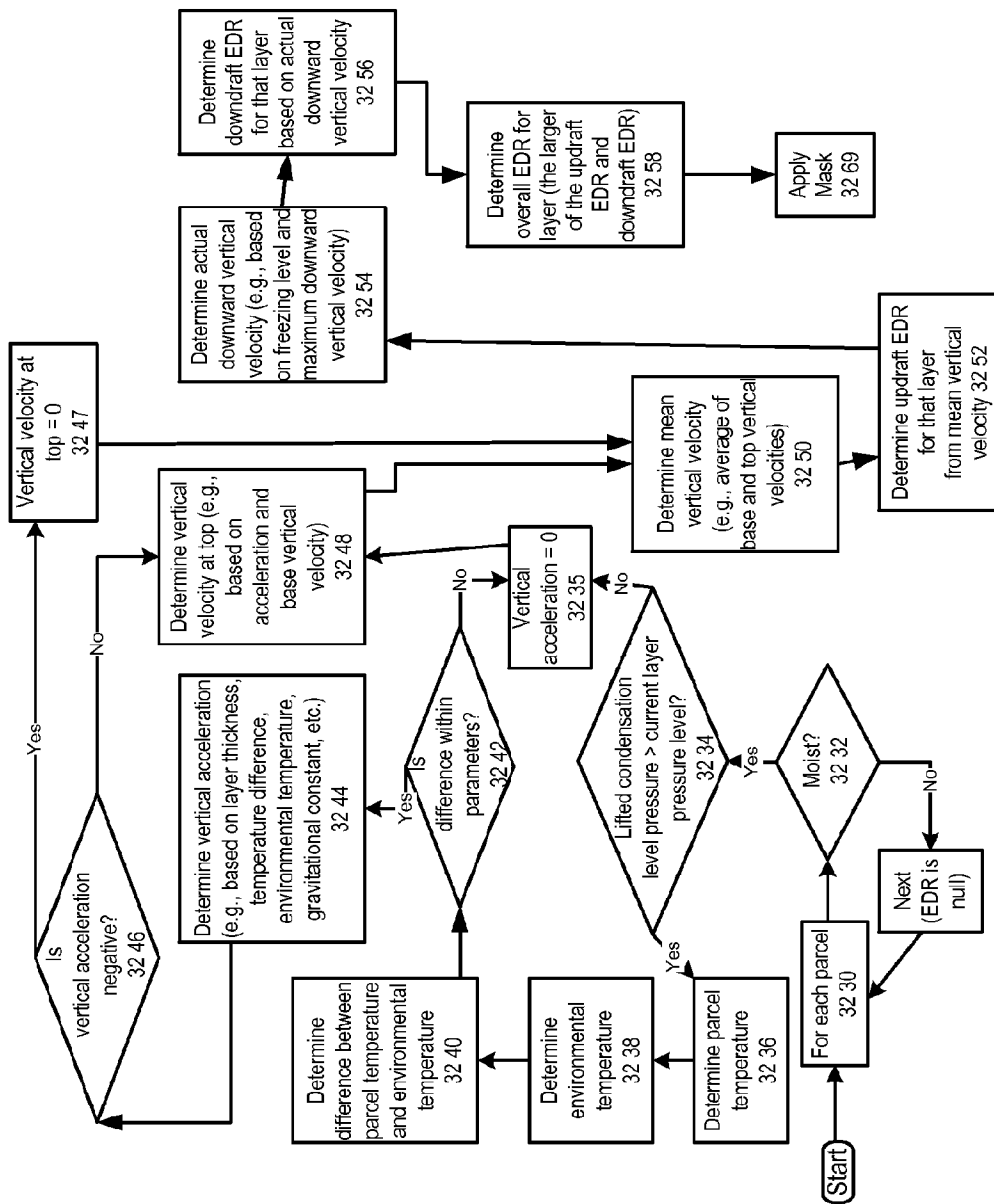 Start
For each parcel
32 30
Moist?
32 32
No
Next
(EDR is
null)
Yes
Lifted condensation
level pressure > current layer
pressure level?
32 34
No
Vertical
acceleration = 0
32 35
Yes
Determine parcel
temperature
32 36
Determine
environmental
temperature
32 38
Determine
difference between
parcel temperature
and environmental
temperature
32 40
Is
difference within
parameters?
32 42
No
Yes
Determine vertical acceleration
(e.g., based on layer thickness,
temperature difference,
environmental temperature,
gravitational constant, etc.)
32 44
Is
vertical acceleration
negative?
32 46
Yes
No
Vertical velocity at
top = 0
32 47
Determine vertical
velocity at top (e.g.,
based on
acceleration and
base vertical
velocity)
32 48
Determine mean
vertical velocity
(e.g., average of
base and top vertical
velocities)
32 50
Determine updraft EDR
for that layer
from mean vertical
velocity 32 52
Determine actual
downward vertical
velocity (e.g., based
on freezing level and
maximum downward
vertical velocity)
32 54
Determine
downdraft EDR
for that layer
based on actual
downward
vertical velocity
32 56
Determine
overall EDR for
layer (the larger
of the updraft
EDR and
downdraft EDR)
32 58
Apply
Mask
32 69